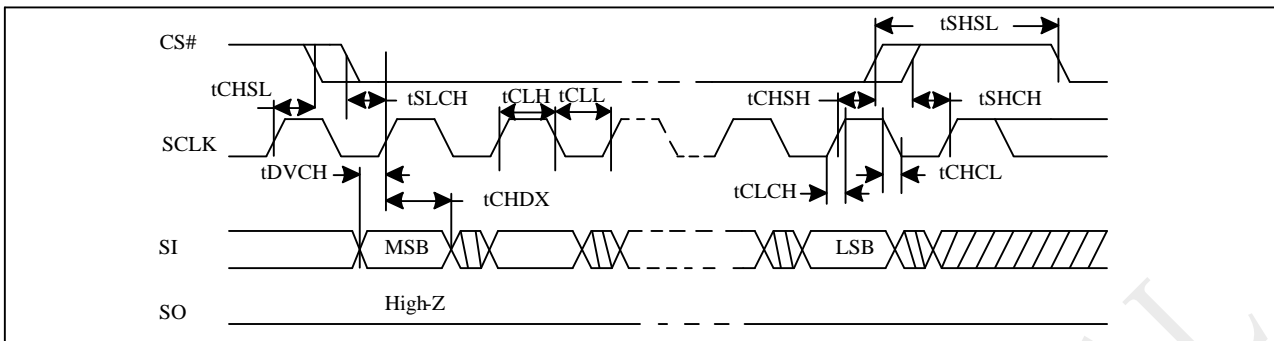 tSHSL
CS#
tCHSL
tSLCH
tCLH
tCLL
tCHSH
tSHCH
SCLK
tDVCH
tCHDX
tCLCH
tCHCL
SI
MSB
LSB
SO
High-Z